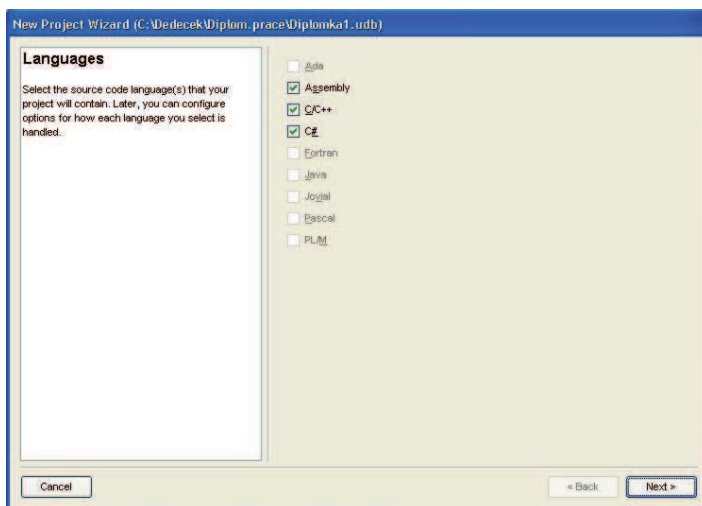 New Project Wizard (C:\Dedecek\Diplom.prace\Diplomka1.udb)
Languages
Select the source code language(s) that your
project will contain. Later, you can configure
options for how each language you select is
handled.
Ada
Assembly
C/C++
C#
Fortran
Java
Jovial
Pascal
PL/M
Cancel
< Back
Next >